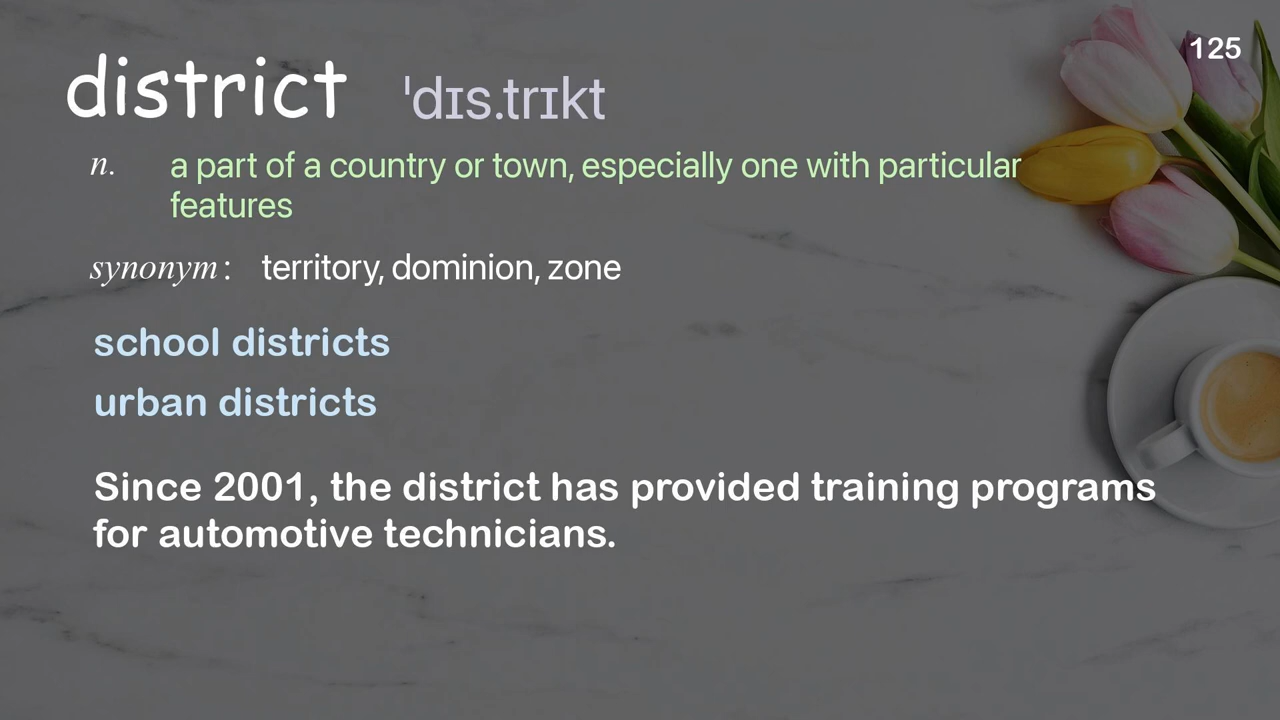 125
district ˈdɪs.trɪkt
n. a part of a country or town, especially one with particular
features
synonym: territory, dominion, zone
school districts
urban districts
Since 2001, the district has provided training programs
for automotive technicians.